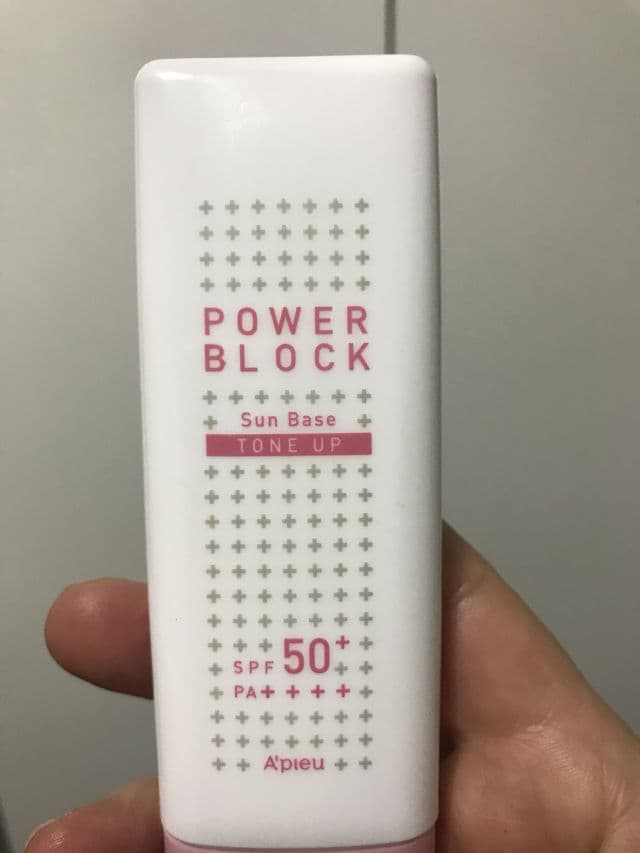 POWER
BLOCK
Sun Base
TONE UP
SPF 50+
PA++++
A'pieu